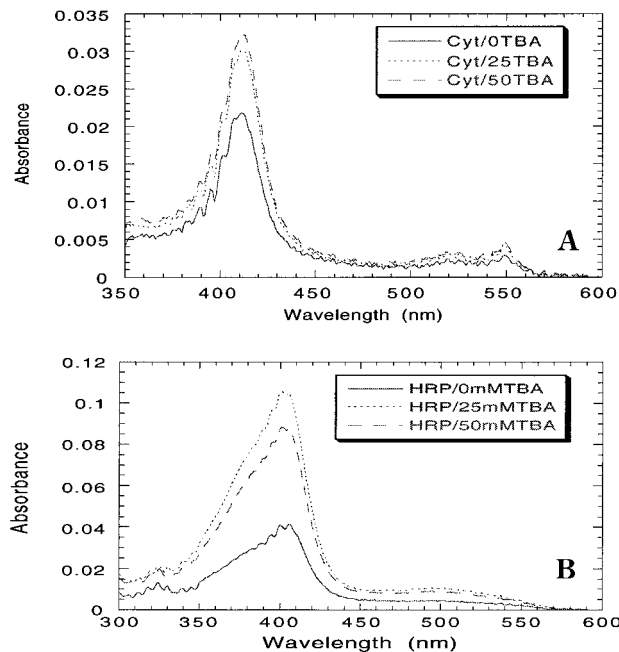 0.035
0.03
0.025
0.02
0.015
0.01
0.005
0
Absorbance
Cyt/0TBA
Cyt/25TBA
Cyt/50TBA
A
350 400 450 500 550 600
Wavelength (nm)
0.12
0.1
0.08
0.06
0.04
0.02
0
Absorbance
HRP/0mMTBA
HRP/25mMTBA
HRP/50mMTBA
B
300 350 400 450 500 550 600
Wavelength (nm)